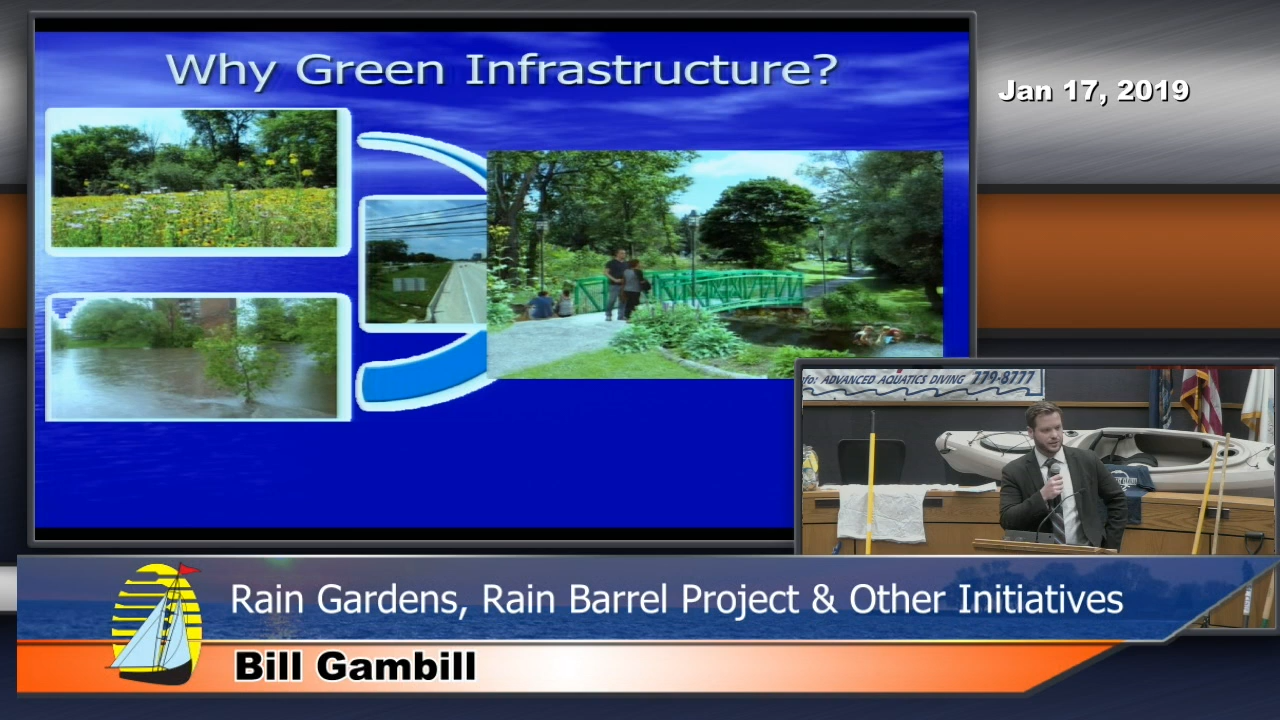 Why Green Infrastructure?
Jan 17, 2019
ADVANCED AQUATICS DIVING 779-8777
Rain Gardens, Rain Barrel Project & Other Initiatives
Bill Gambill